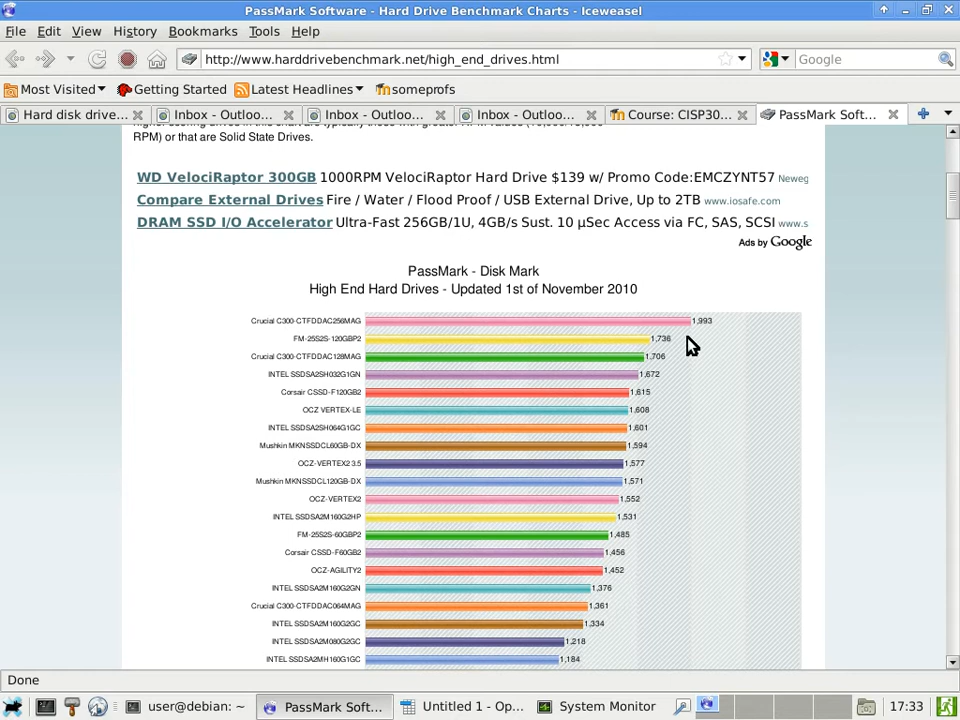 PassMark Software - Hard Drive Benchmark Charts - Iceweasel
File Edit View History Bookmarks Tools Help
http://www.harddrivebenchmark.net/high_end_drives.html Google
Most Visited Getting Started Latest Headlines someprofs
Hard disk drive... Inbox - Outloo... Inbox - Outloo... Inbox - Outloo... Course: CISP30... PassMark Soft...
RPM) or that are Solid State Drives.
WD VelociRaptor 300GB 1000RPM VelociRaptor Hard Drive $139 w/ Promo Code:EMCZYNT57 Neweg
Compare External Drives Fire / Water / Flood Proof / USB External Drive, Up to 2TB www.iosafe.com
DRAM SSD I/O Accelerator Ultra-Fast 256GB/1U, 4GB/s Sust. 10 µSec Access via FC, SAS, SCSI www.s
Ads by Google
PassMark - Disk Mark
High End Hard Drives - Updated 1st of November 2010
Crucial C300-CTFDDAC256MAG 1,993
FM-25S2S-120GBP2 1,736
Crucial C300-CTFDDAC128MAG 1,706
INTEL SSDSA2SH032G1GN 1,672
Corsair CSSD-F120GB2 1,615
OCZ VERTEX-LE 1,608
INTEL SSDSA2SH064G1GC 1,601
Mushkin MKNSSDCL60GB-DX 1,594
OCZ-VERTEX2 3.5 1,577
Mushkin MKNSSDCL120GB-DX 1,571
OCZ-VERTEX2 1,552
INTEL SSDSA2M160G2HP 1,531
FM-25S2S-60GBP2 1,485
Corsair CSSD-F60GB2 1,456
OCZ-AGILITY2 1,452
INTEL SSDSA2M160G2GN 1,376
Crucial C300-CTFDDAC064MAG 1,361
INTEL SSDSA2M160G2GC 1,334
INTEL SSDSA2M080G2GC 1,218
INTEL SSDSA2MH160G1GC 1,184
Done
user@debian: ~ PassMark Soft... Untitled 1 - Op... System Monitor 17:33